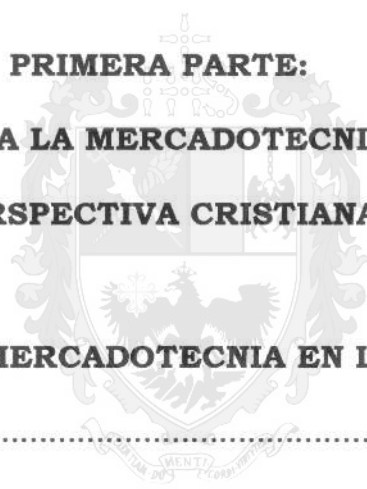 PRIMERA PARTE:
A LA MERCADOTECNI
RSPECTIVA CRISTIANA
MERCADOTECNIA EN L
..........................................................